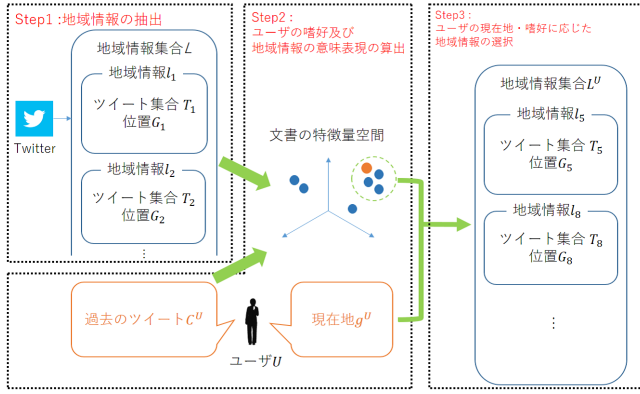 Step1 :地域情報の抽出
地域情報集合L
地域情報l₁
ツイート集合 T₁
位置G₁
Twitter
地域情報l₂
ツイート集合 T₂
位置G₂
⋮
Step2 :
ユーザの嗜好及び
地域情報の意味表現の算出
文書の特徴量空間
過去のツイートCᵁ
ユーザU
現在地gᵁ
Step3 :
ユーザの現在地・嗜好に応じた
地域情報の選択
地域情報集合Lᵁ
地域情報l₅
ツイート集合 T₅
位置G₅
地域情報l₈
ツイート集合 T₈
位置G₈
⋮